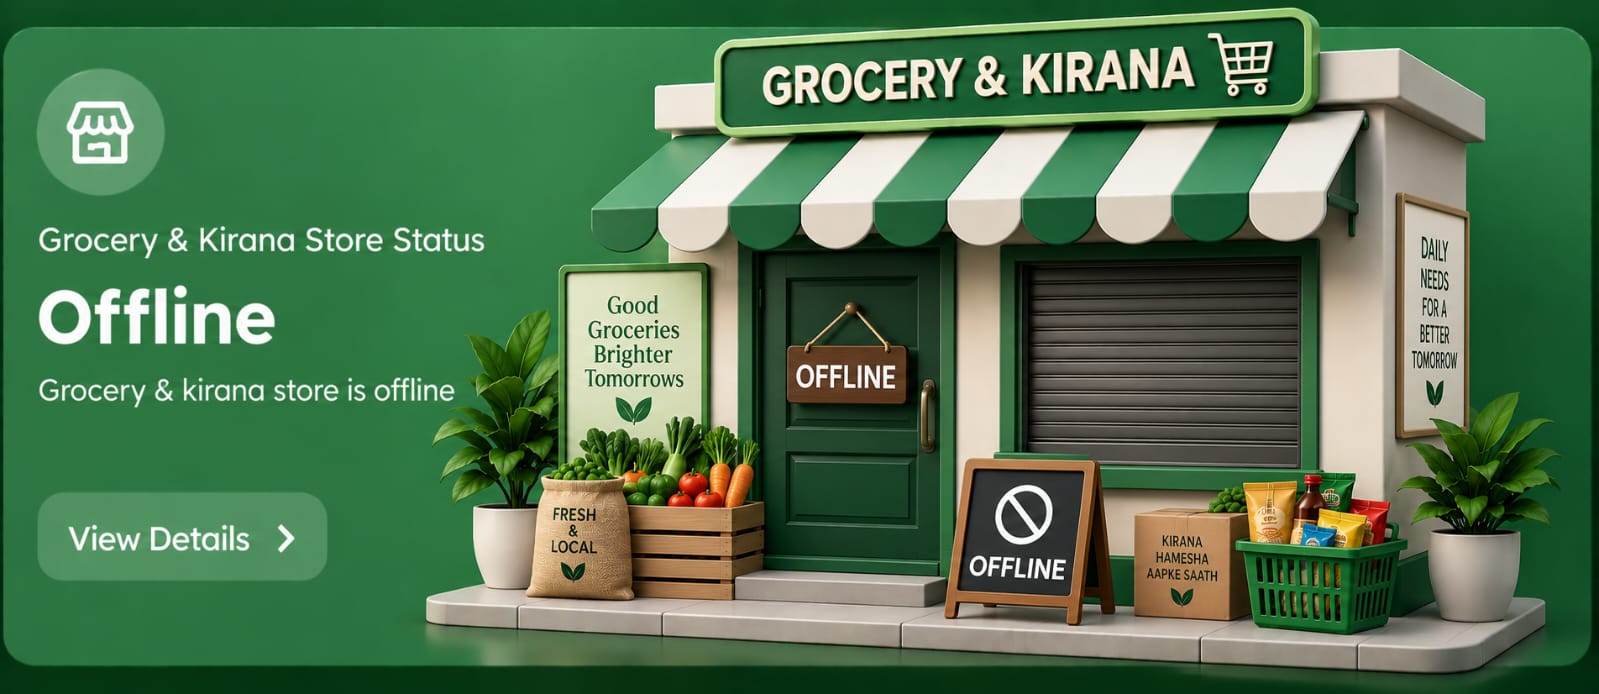 GROCERY & KIRANA
Grocery & Kirana Store Status
Offline
Grocery & kirana store is offline
View Details
Good
Groceries
Brighter
Tomorrows
OFFLINE
DAILY
NEEDS
FOR A
BETTER
TOMORROW
FRESH
&
LOCAL
OFFLINE
KIRANA
HAMESHA
AAPKE SAATH